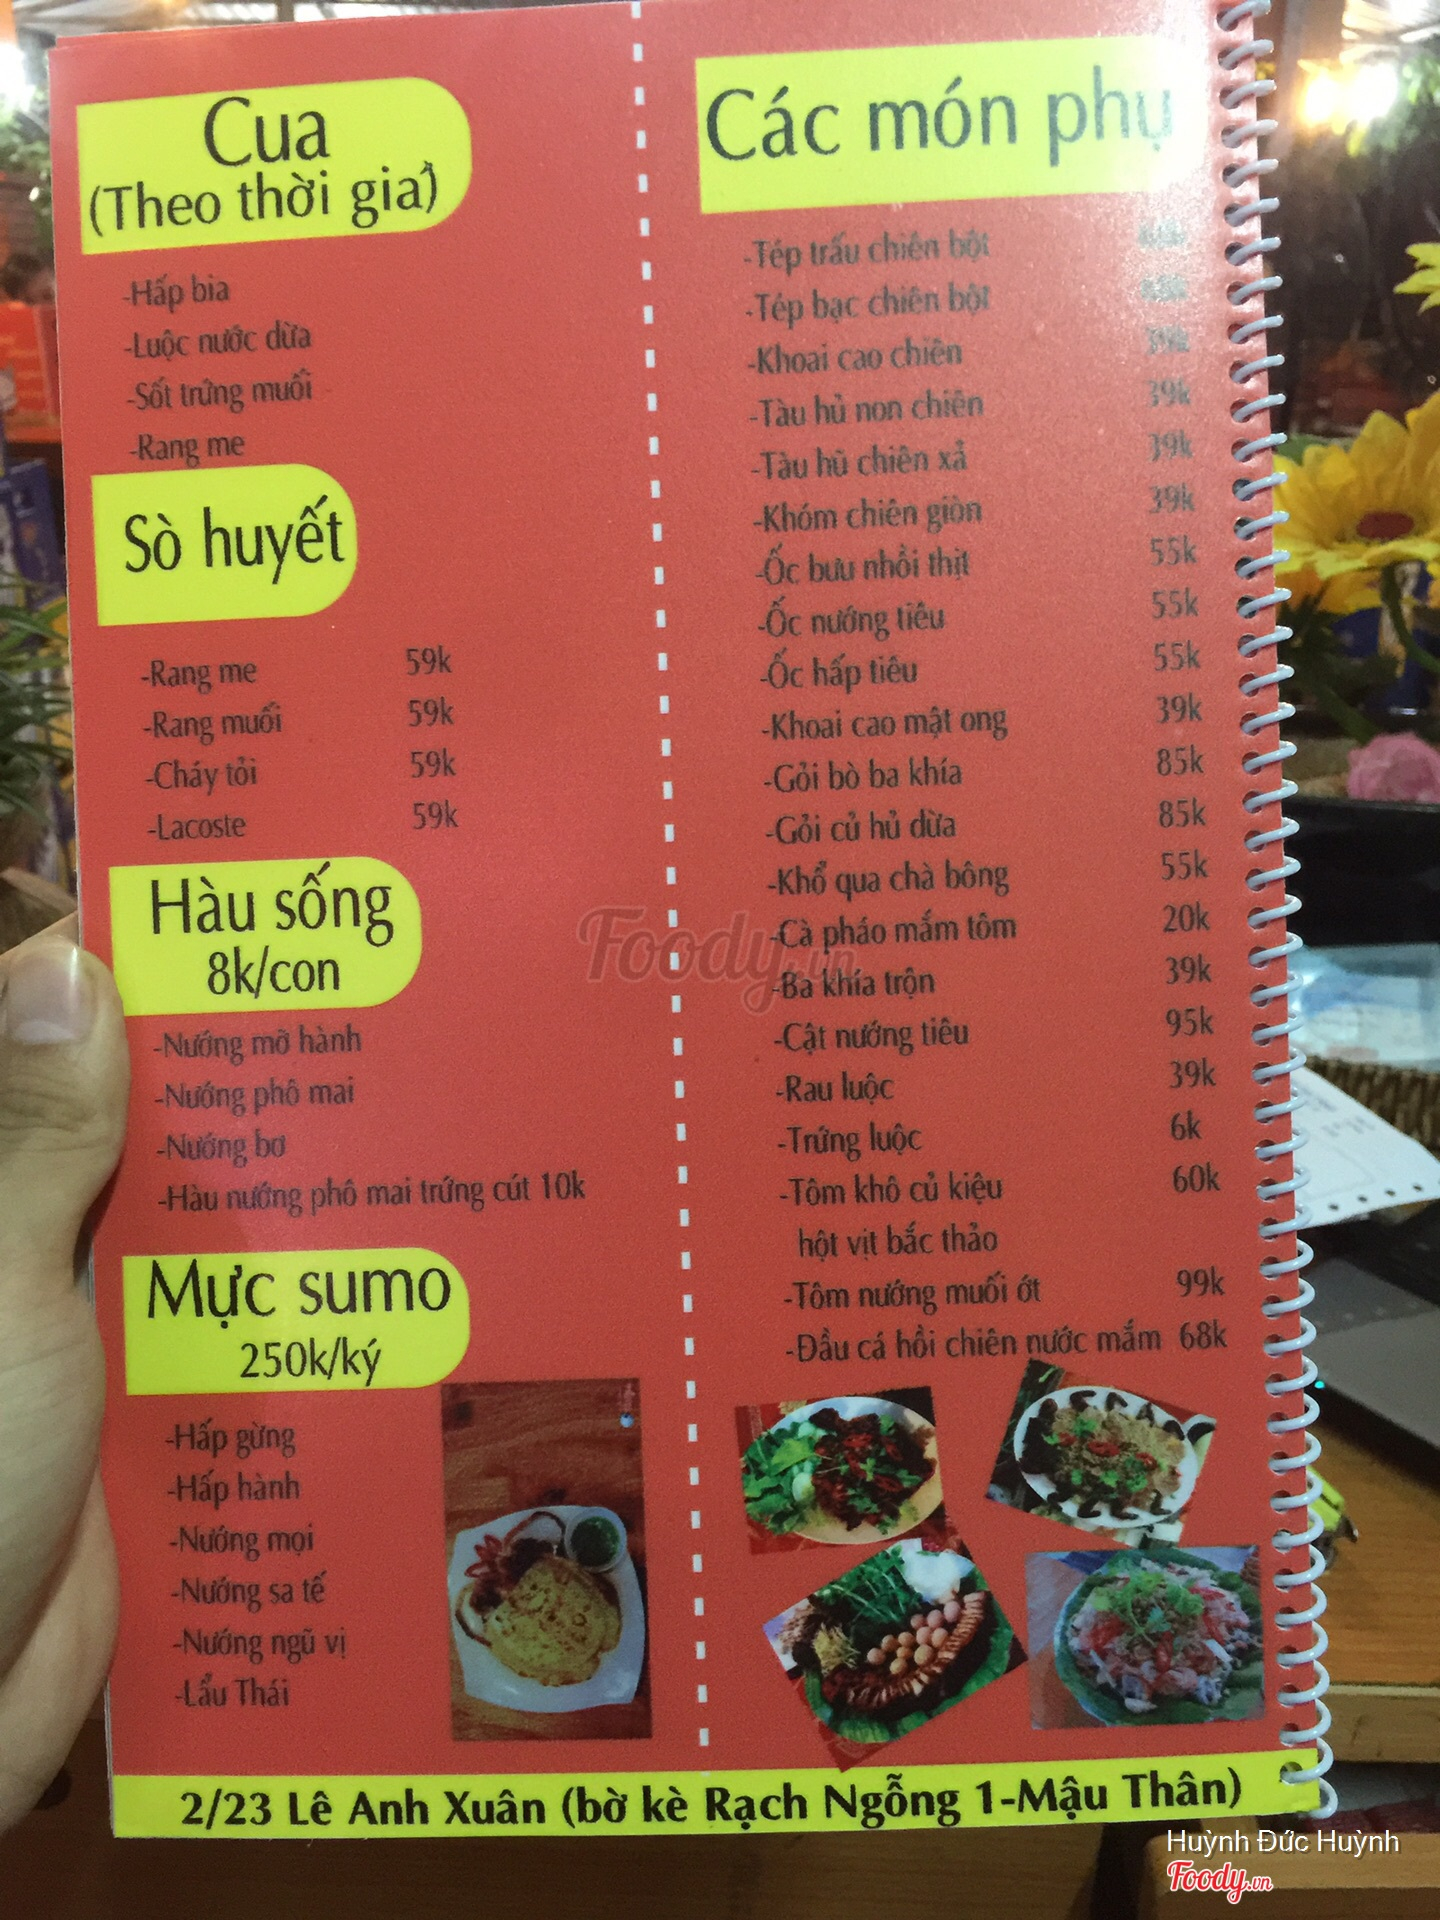 Cua
(Theo thời giá)
-Hấp bia
-Luộc nước dừa
-Sốt trứng muối
-Rang me
Sò huyết
-Rang me 59k
-Rang muối 59k
-Cháy tỏi 59k
-Lacoste 59k
Hàu sống
8k/con
-Nướng mỡ hành
-Nướng phô mai
-Nướng bơ
-Hàu nướng phô mai trứng cút 10k
Mực sumo
250k/ký
-Hấp gừng
-Hấp hành
-Nướng mọi
-Nướng sa tế
-Nướng ngũ vị
-Lẩu Thái
Các món phụ
-Tép trấu chiên bột
-Tép bạc chiên bột
-Khoai cao chiên 39k
-Tàu hủ non chiên 39k
-Tàu hũ chiên xả 39k
-Khóm chiên giòn 39k
-Ốc bưu nhồi thịt 55k
-Ốc nướng tiêu 55k
-Ốc hấp tiêu 55k
-Khoai cao mật ong 39k
-Gỏi bò ba khía 85k
-Gỏi củ hủ dừa 85k
-Khổ qua chà bông 55k
-Cà pháo mắm tôm 20k
-Ba khía trộn 39k
-Cật nướng tiêu 95k
-Rau luộc 39k
-Trứng luộc 6k
-Tôm khô củ kiệu 60k
hột vịt bắc thảo
-Tôm nướng muối ớt 99k
-Đầu cá hồi chiên nước mắm 68k
Foody.vn
2/23 Lê Anh Xuân (bờ kè Rạch Ngỗng 1-Mậu Thân)
Huỳnh Đức Huỳnh
Foody.vn